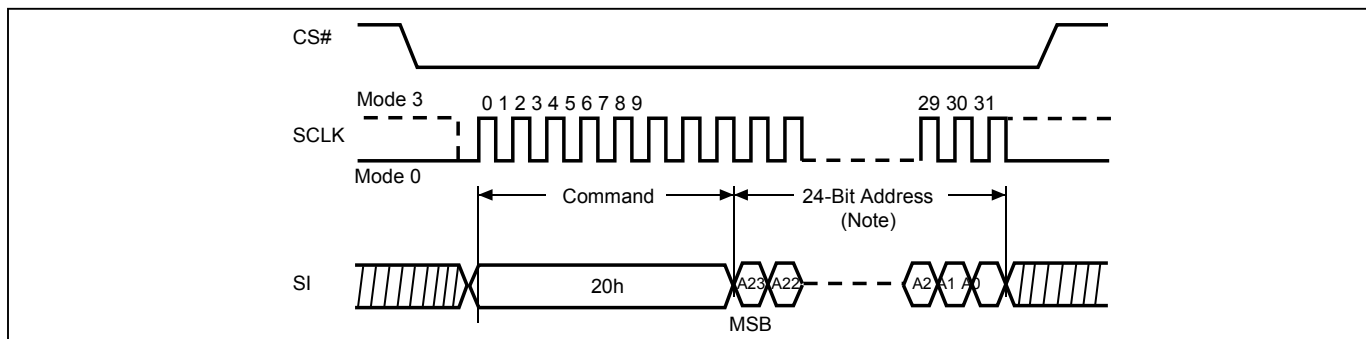 CS#
Mode 3
0 1 2 3 4 5 6 7 8 9
29 30 31
SCLK
Mode 0
Command
24-Bit Address
(Note)
SI
20h
A23
A22
A2
A1
A0
MSB